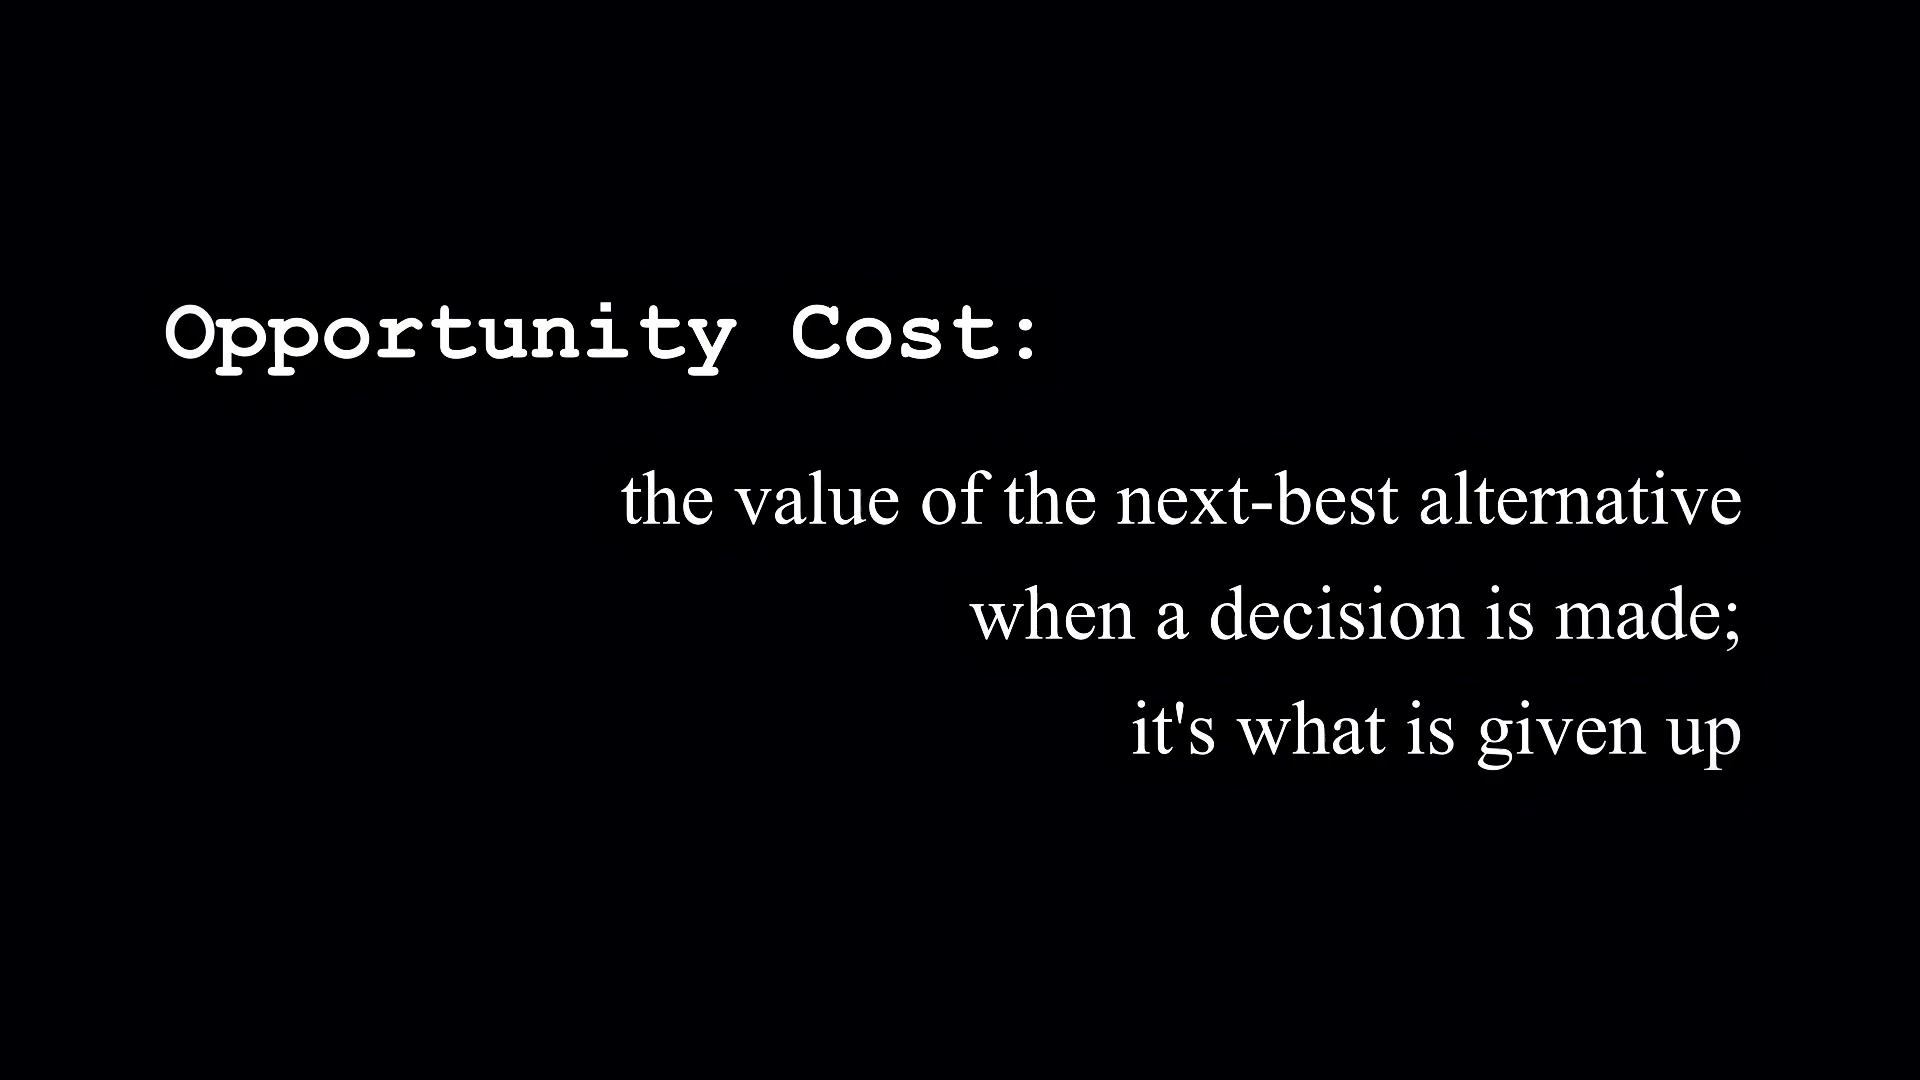 Opportunity Cost:
the value of the next-best alternative
when a decision is made;
it's what is given up